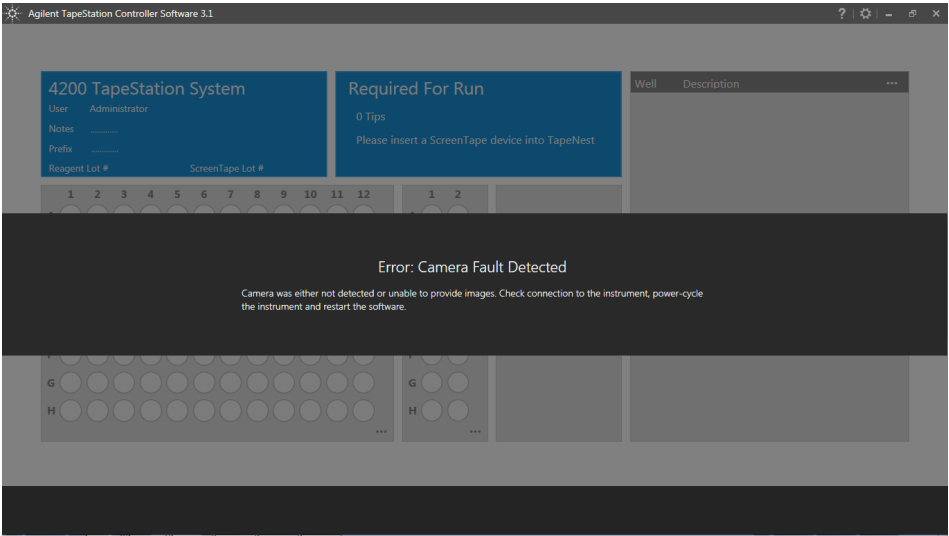 Agilent TapeStation Controller Software 3.1
?
4200 TapeStation System
User Administrator
Notes ............
Prefix ............
Reagent Lot # ScreenTape Lot #
Required For Run
0 Tips
Please insert a ScreenTape device into TapeNest
Well Description ...
1 2 3 4 5 6 7 8 9 10 11 12
1 2
Error: Camera Fault Detected
Camera was either not detected or unable to provide images. Check connection to the instrument, power-cycle
the instrument and restart the software.
G
H
...
G
H
...